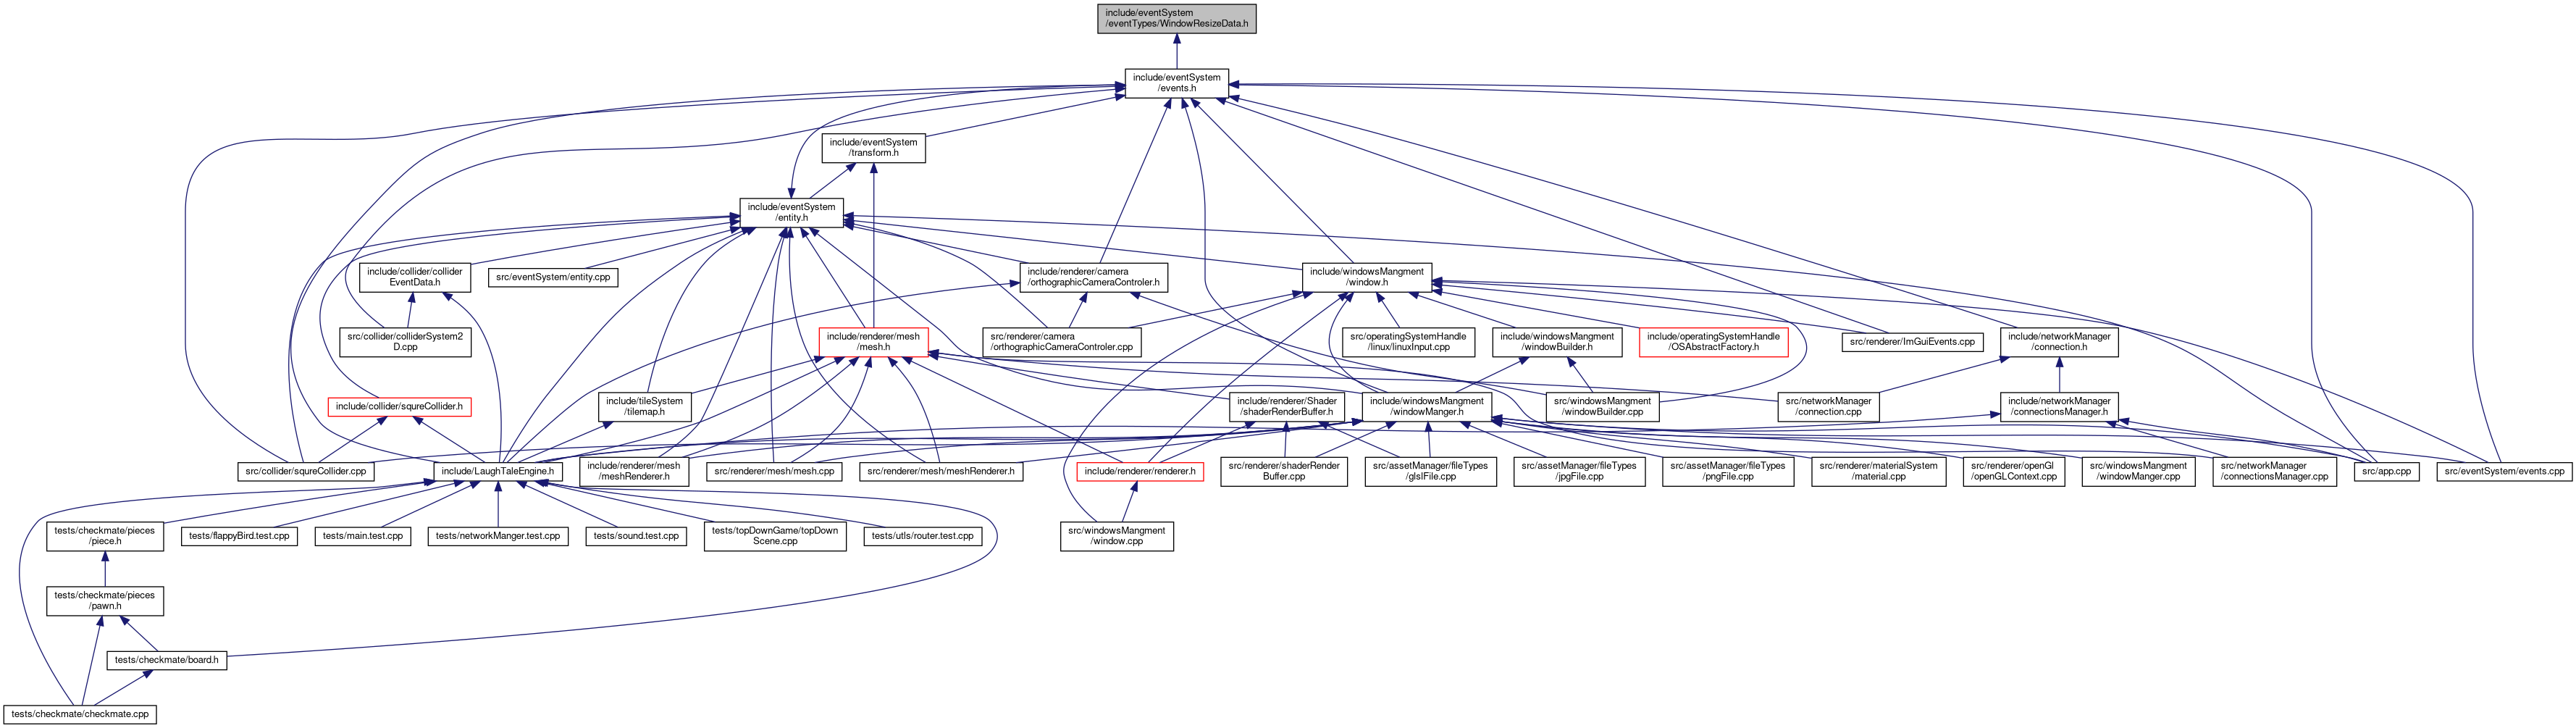 include/eventSystem
/eventTypes/WindowResizeData.h
include/eventSystem
/events.h
include/eventSystem
/transform.h
include/eventSystem
/entity.h
include/collider/collider
EventData.h
src/eventSystem/entity.cpp
include/renderer/camera
/orthographicCameraControler.h
include/windowsMangment
/window.h
src/collider/colliderSystem2
D.cpp
include/renderer/mesh
/mesh.h
src/renderer/camera
/orthographicCameraControler.cpp
src/operatingSystemHandle
/linux/linuxInput.cpp
include/windowsMangment
/windowBuilder.h
include/operatingSystemHandle
/OSAbstractFactory.h
src/renderer/ImGuiEvents.cpp
include/networkManager
/connection.h
include/collider/squreCollider.h
include/tileSystem
/tilemap.h
include/renderer/Shader
/shaderRenderBuffer.h
include/windowsMangment
/windowManger.h
src/windowsMangment
/windowBuilder.cpp
src/networkManager
/connection.cpp
include/networkManager
/connectionsManager.h
src/collider/squreCollider.cpp
include/LaughTaleEngine.h
include/renderer/mesh
/meshRenderer.h
src/renderer/mesh/mesh.cpp
src/renderer/mesh/meshRenderer.h
include/renderer/renderer.h
src/renderer/shaderRender
Buffer.cpp
src/assetManager/fileTypes
/glslFile.cpp
src/assetManager/fileTypes
/jpgFile.cpp
src/assetManager/fileTypes
/pngFile.cpp
src/renderer/materialSystem
/material.cpp
src/renderer/openGl
/openGLContext.cpp
src/windowsMangment
/windowManger.cpp
src/networkManager
/connectionsManager.cpp
src/app.cpp
src/eventSystem/events.cpp
tests/checkmate/pieces
/piece.h
tests/flappyBird.test.cpp
tests/main.test.cpp
tests/networkManger.test.cpp
tests/sound.test.cpp
tests/topDownGame/topDown
Scene.cpp
tests/utls/router.test.cpp
src/windowsMangment
/window.cpp
tests/checkmate/pieces
/pawn.h
tests/checkmate/board.h
tests/checkmate/checkmate.cpp